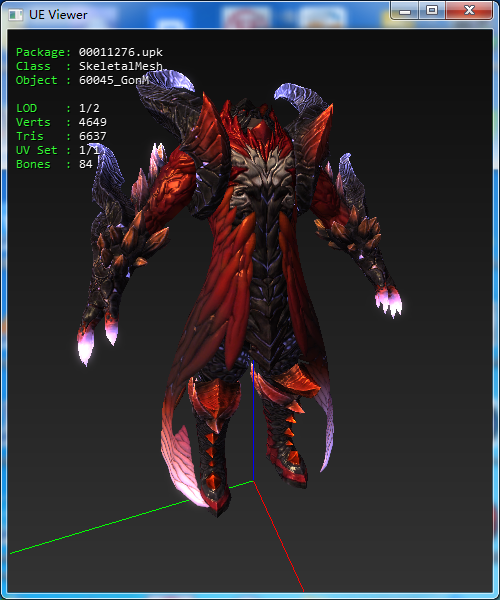 UE Viewer
Package: 00011276.upk
Class : SkeletalMesh
Object : 60045_GonM
LOD : 1/2
Verts : 4649
Tris : 6637
UV Set : 1/1
Bones : 84